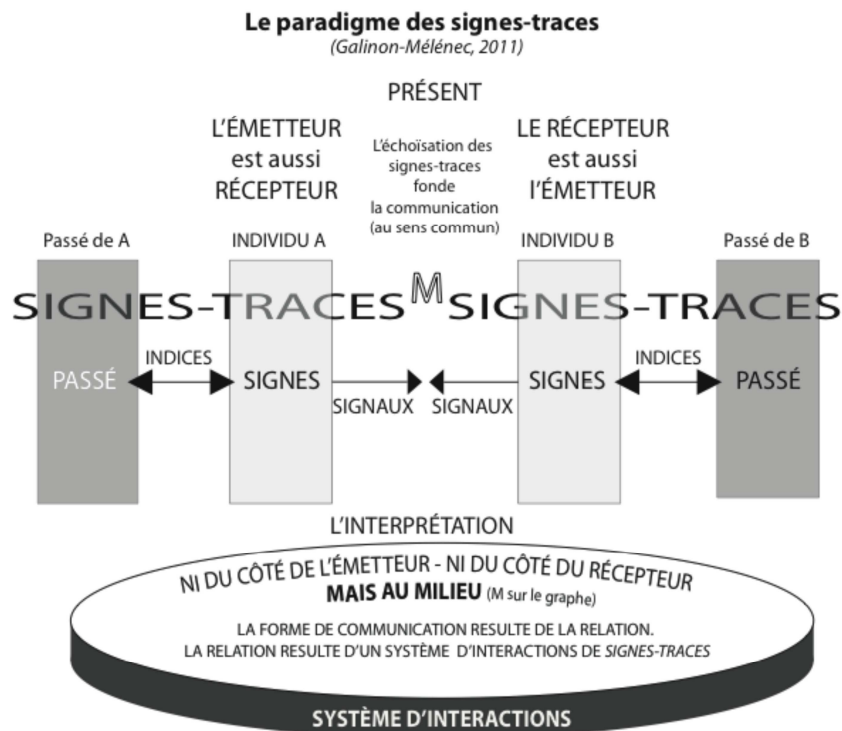 Le paradigme des signes-traces
(Galinon-Mélénec, 2011)
PRÉSENT
L'ÉMETTEUR
est aussi
RÉCEPTEUR
L'échoïsation des
signes-traces
fonde
la communication
(au sens commun)
LE RÉCEPTEUR
est aussi
l'ÉMETTEUR
Passé de A
INDIVIDU A
INDIVIDU B
Passé de B
SIGNES-TRACES M SIGNES-TRACES
PASSÉ
INDICES
SIGNES
SIGNAUX
SIGNAUX
SIGNES
INDICES
PASSÉ
L'INTERPRÉTATION
NI DU CÔTÉ DE L'ÉMETTEUR - NI DU CÔTÉ DU RÉCEPTEUR
MAIS AU MILIEU (M sur le graphe)
LA FORME DE COMMUNICATION RESULTE DE LA RELATION.
LA RELATION RESULTE D'UN SYSTÈME D'INTERACTIONS DE SIGNES-TRACES
SYSTÈME D'INTERACTIONS